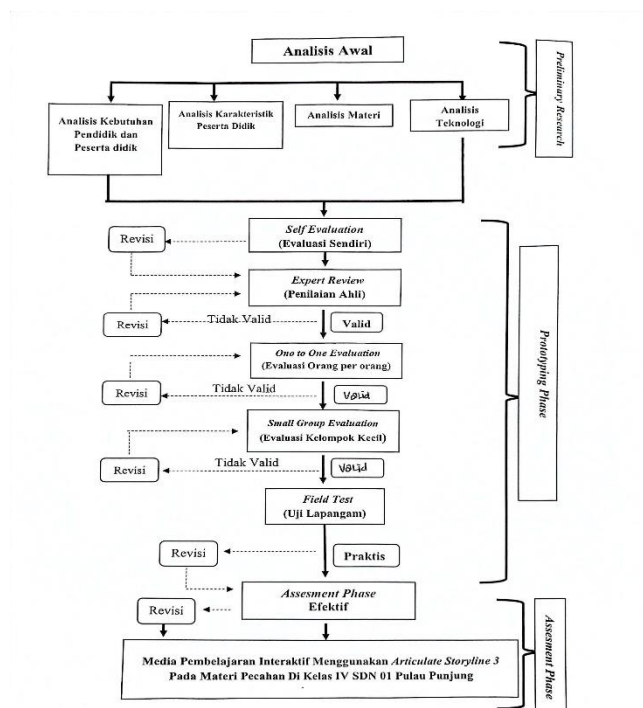 Analisis Awal
Preliminary Research
Analisis Kebutuhan
Pendidik dan
Peserta didik
Analisis Karakteristik
Peserta Didik
Analisis Materi
Analisis
Teknologi
Self Evaluation
(Evaluasi Sendiri)
Revisi
Expert Review
(Penilaian Ahli)
Revisi
Tidak Valid
Valid
Ono to One Evaluation
(Evaluasi Orang per orang)
Revisi
Tidak Valid
Valid
Small Group Evaluation
(Evaluasi Kelompok Kecil)
Revisi
Tidak Valid
Valid
Field Test
(Uji Lapangam)
Prototyping Phase
Revisi
Praktis
Assesment Phase
Efektif
Revisi
Media Pembelajaran Interaktif Menggunakan Articulate Storyline 3
Pada Materi Pecahan Di Kelas IV SDN 01 Pulau Punjung
Assesment Phase